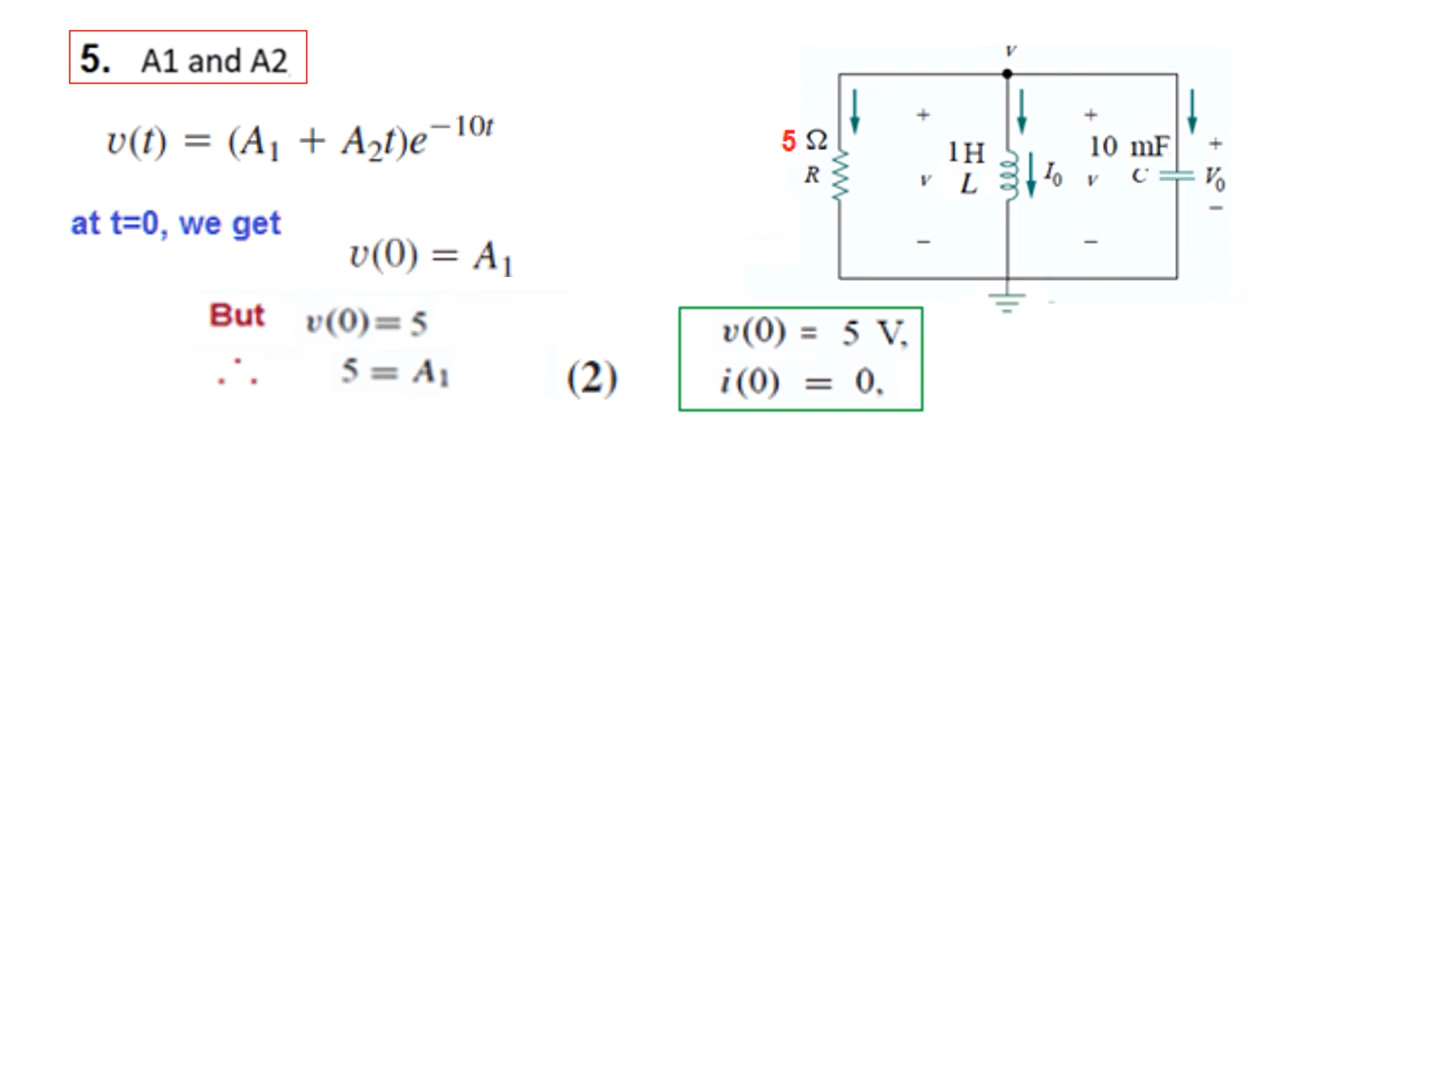 5. A1 and A2
v(t) = (A₁ + A₂t)e⁻¹⁰ᵗ
at t=0, we get
v(0) = A₁
But v(0)= 5
∴ 5 = A₁ (2)
v
5 Ω
R
+
v
−
1H
L
I₀
+
v
−
10 mF
C
+
V₀
−
v(0) = 5 V,
i(0) = 0,